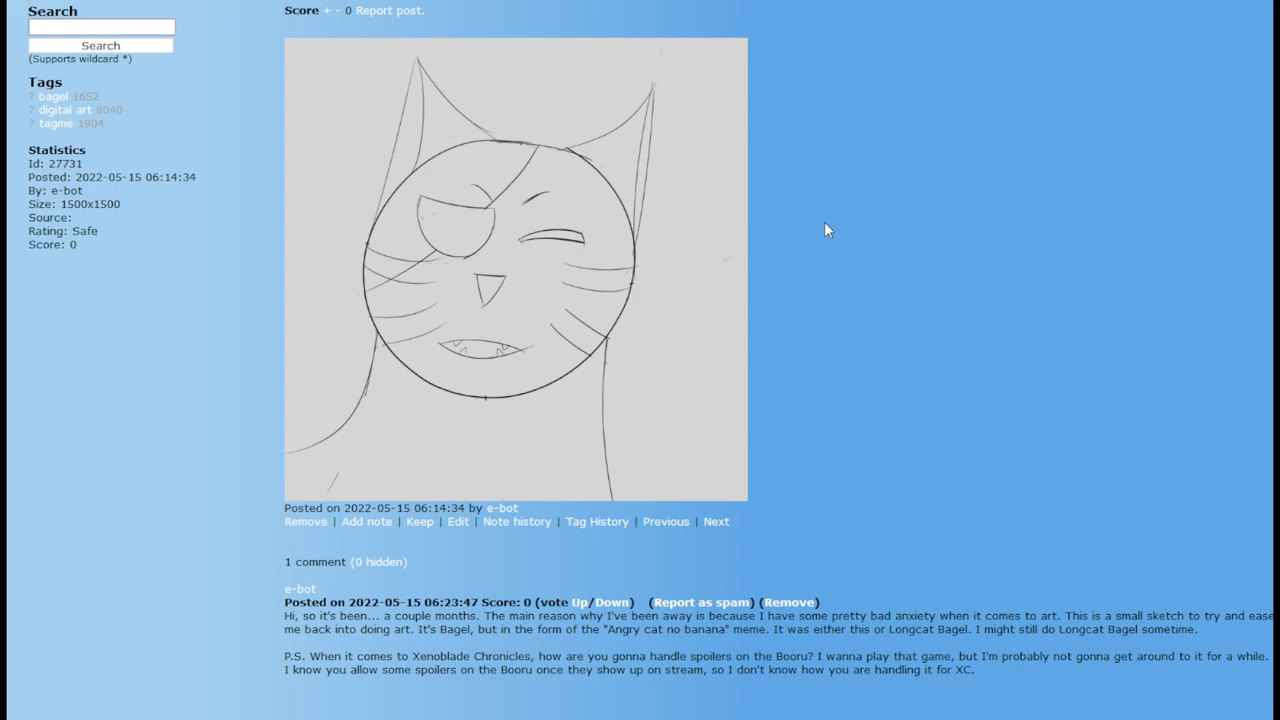 Search
Search
(Supports wildcard *)
Tags
? bagel 1652
? digital art 8040
? tagme 1904
Statistics
Id: 27731
Posted: 2022-05-15 06:14:34
By: e-bot
Size: 1500x1500
Source:
Rating: Safe
Score: 0
Score + - 0 Report post.
Posted on 2022-05-15 06:14:34 by e-bot
Remove | Add note | Keep | Edit | Note history | Tag History | Previous | Next
1 comment (0 hidden)
e-bot
Posted on 2022-05-15 06:23:47 Score: 0 (vote Up/Down) (Report as spam) (Remove)
Hi, so it's been... a couple months. The main reason why I've been away is because I have some pretty bad anxiety when it comes to art. This is a small sketch to try and ease
me back into doing art. It's Bagel, but in the form of the "Angry cat no banana" meme. It was either this or Longcat Bagel. I might still do Longcat Bagel sometime.
P.S. When it comes to Xenoblade Chronicles, how are you gonna handle spoilers on the Booru? I wanna play that game, but I'm probably not gonna get around to it for a while.
I know you allow some spoilers on the Booru once they show up on stream, so I don't know how you are handling it for XC.